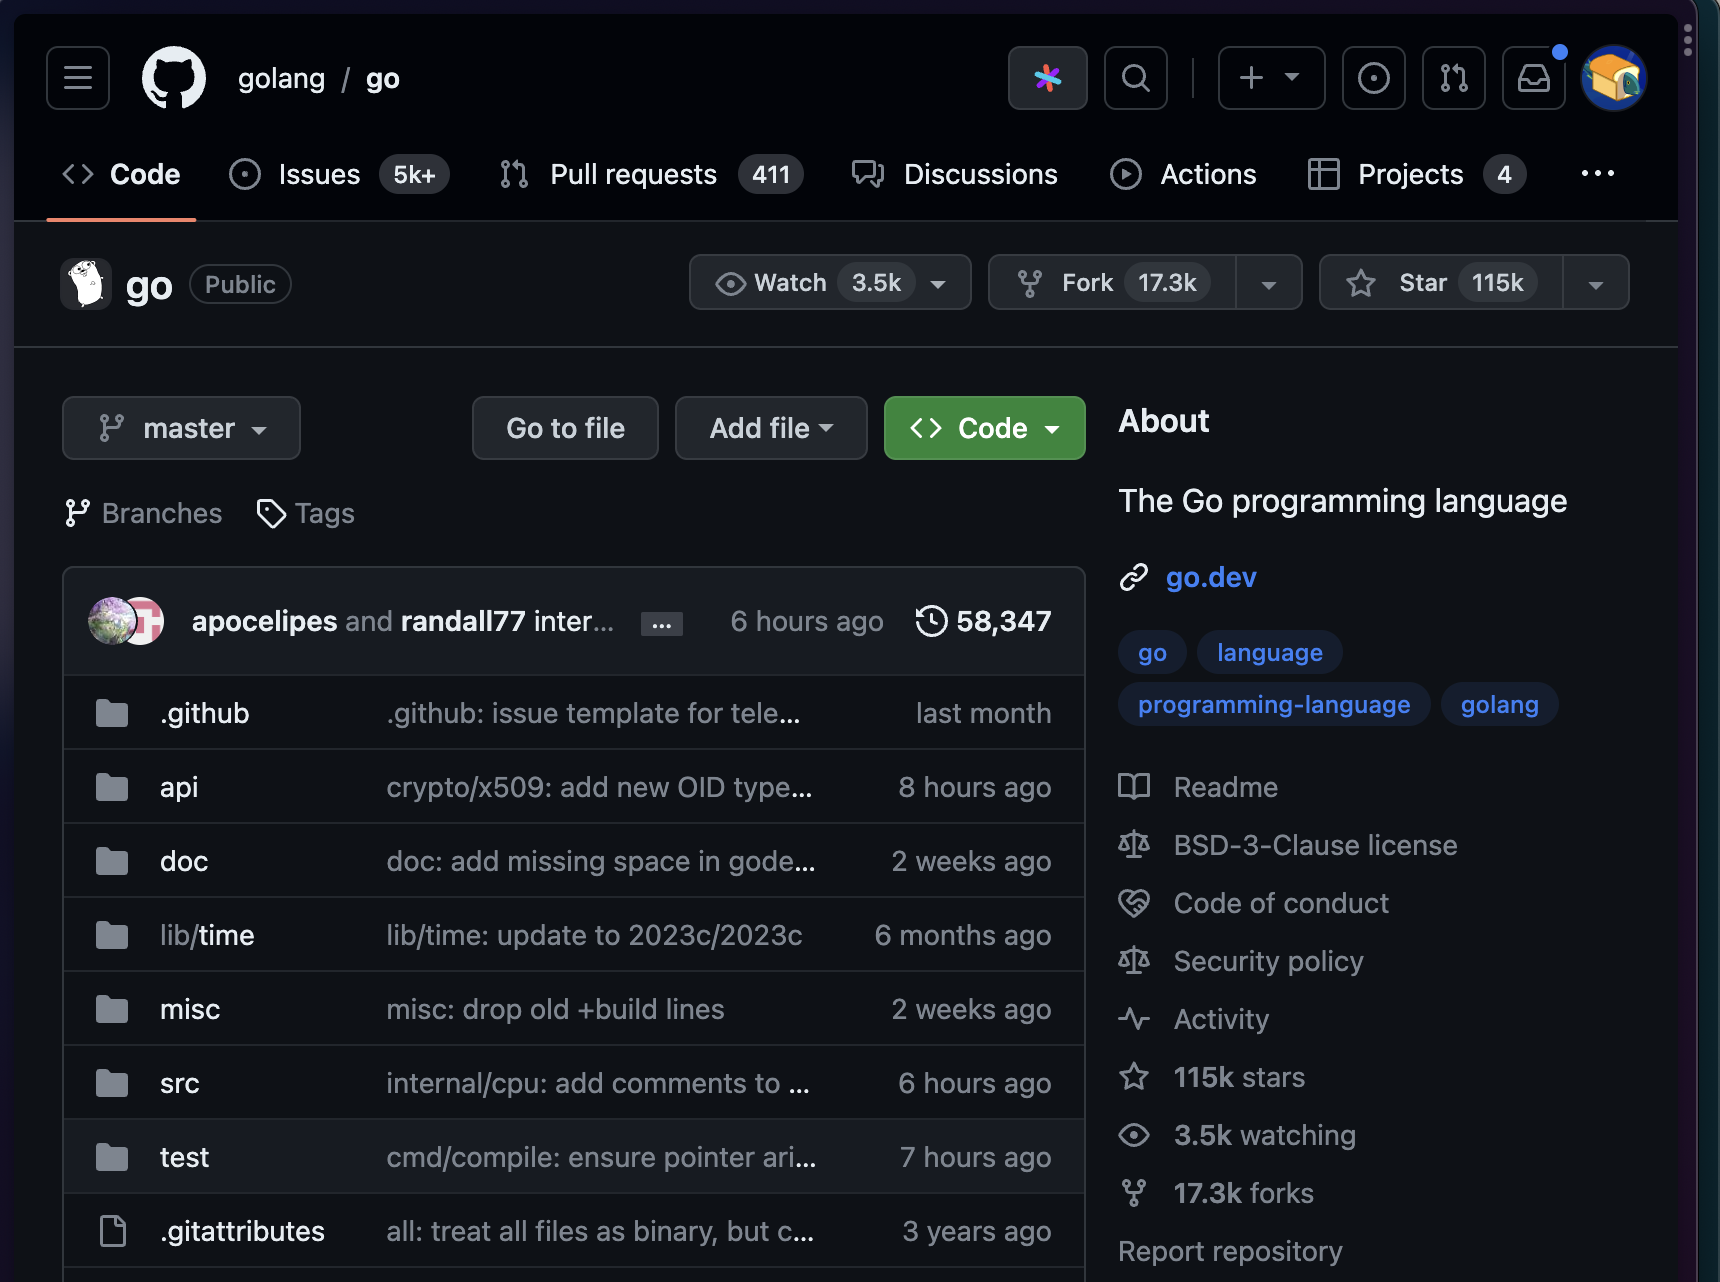 golang / go
Code Issues 5k+ Pull requests 411 Discussions Actions Projects 4 ...
go Public Watch 3.5k Fork 17.3k Star 115k
master Go to file Add file Code
Branches Tags
apocelipes and randall77 inter... ... 6 hours ago 58,347
.github .github: issue template for tele... last month
api crypto/x509: add new OID type... 8 hours ago
doc doc: add missing space in gode... 2 weeks ago
lib/time lib/time: update to 2023c/2023c 6 months ago
misc misc: drop old +build lines 2 weeks ago
src internal/cpu: add comments to ... 6 hours ago
test cmd/compile: ensure pointer ari... 7 hours ago
.gitattributes all: treat all files as binary, but c... 3 years ago
About
The Go programming language
go.dev
go language
programming-language golang
Readme
BSD-3-Clause license
Code of conduct
Security policy
Activity
115k stars
3.5k watching
17.3k forks
Report repository